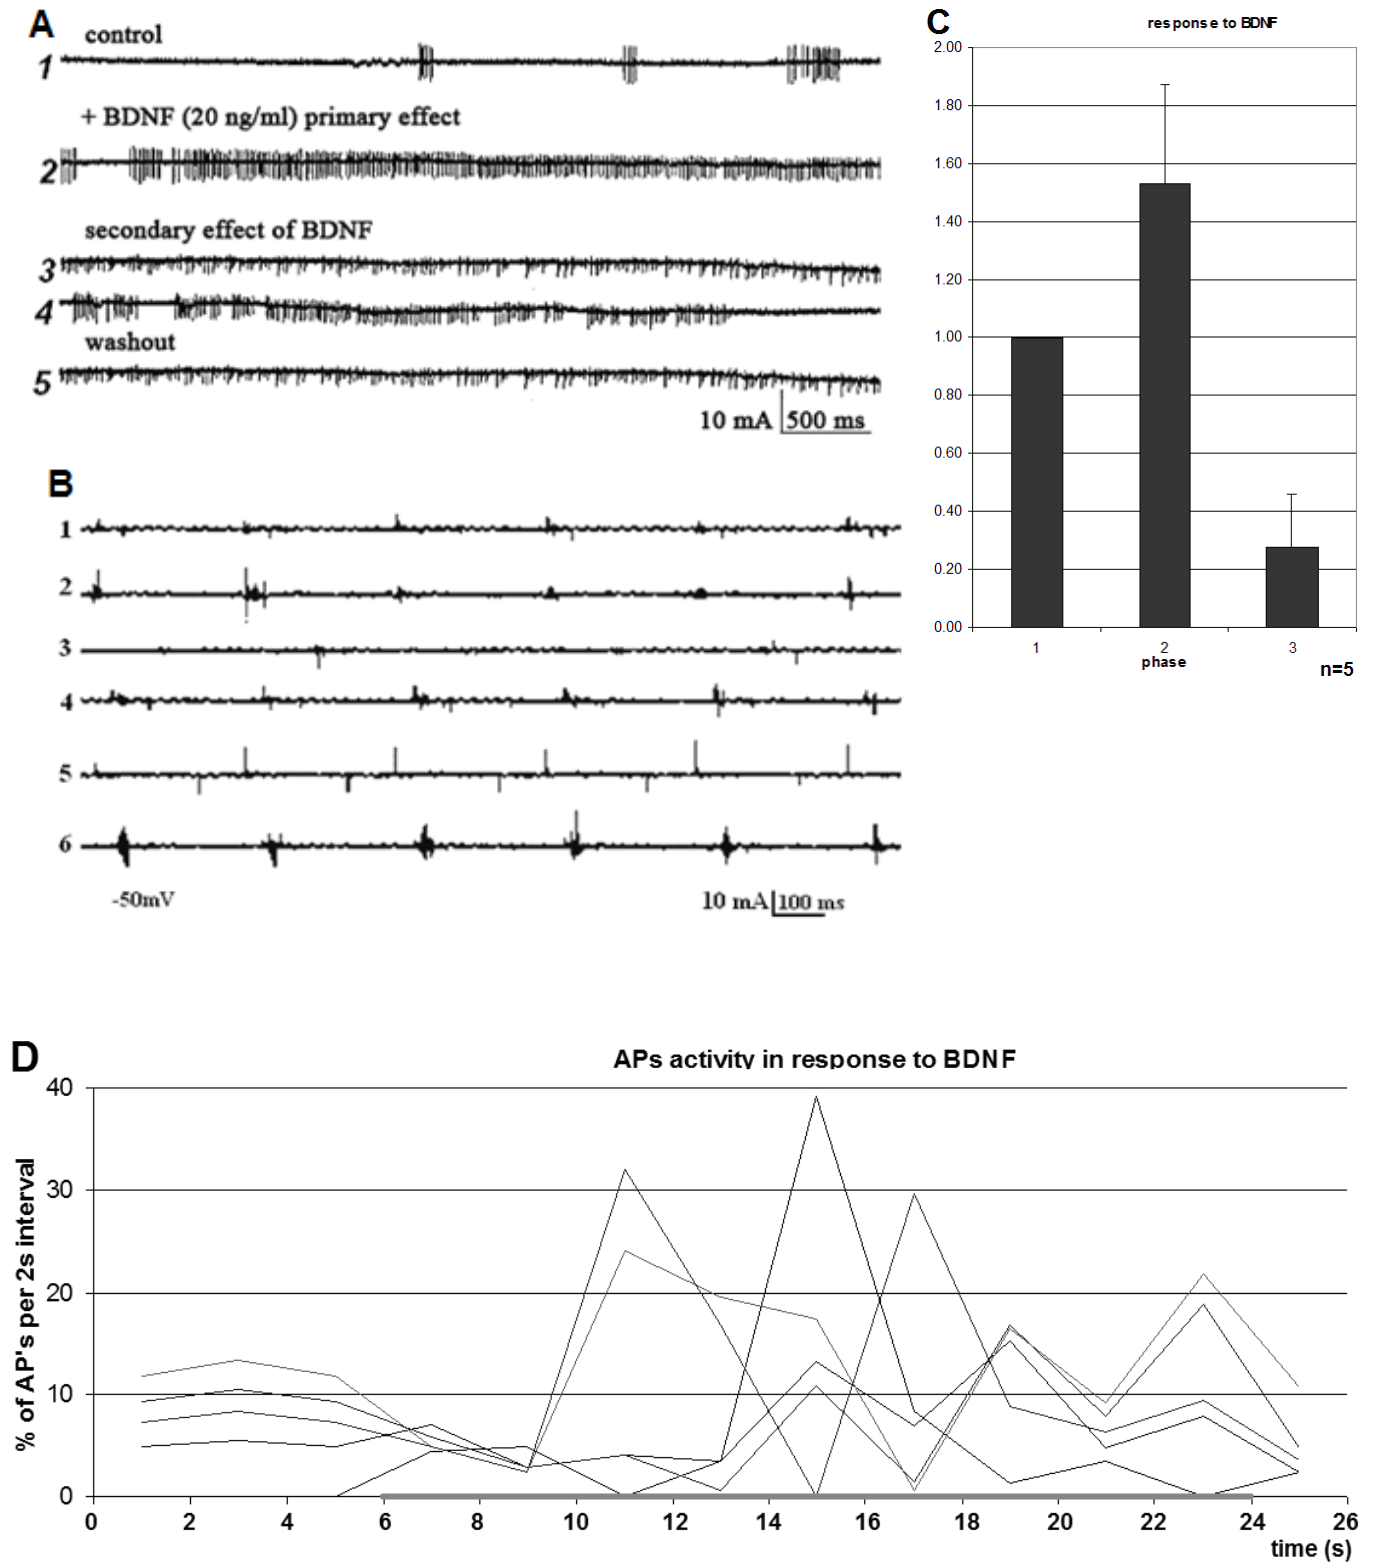 A
control
1
+ BDNF (20 ng/ml) primary effect
2
secondary effect of BDNF
3
4
washout
5
10 mA 500 ms
B
1
2
3
4
5
6
-50mV
10 mA 100 ms
C
response to BDNF
2.00
1.80
1.60
1.40
1.20
1.00
0.80
0.60
0.40
0.20
0.00
1 2 3
phase
n=5
D
APs activity in response to BDNF
% of AP's per 2s interval
40
30
20
10
0
0 2 4 6 8 10 12 14 16 18 20 22 24 26
time (s)